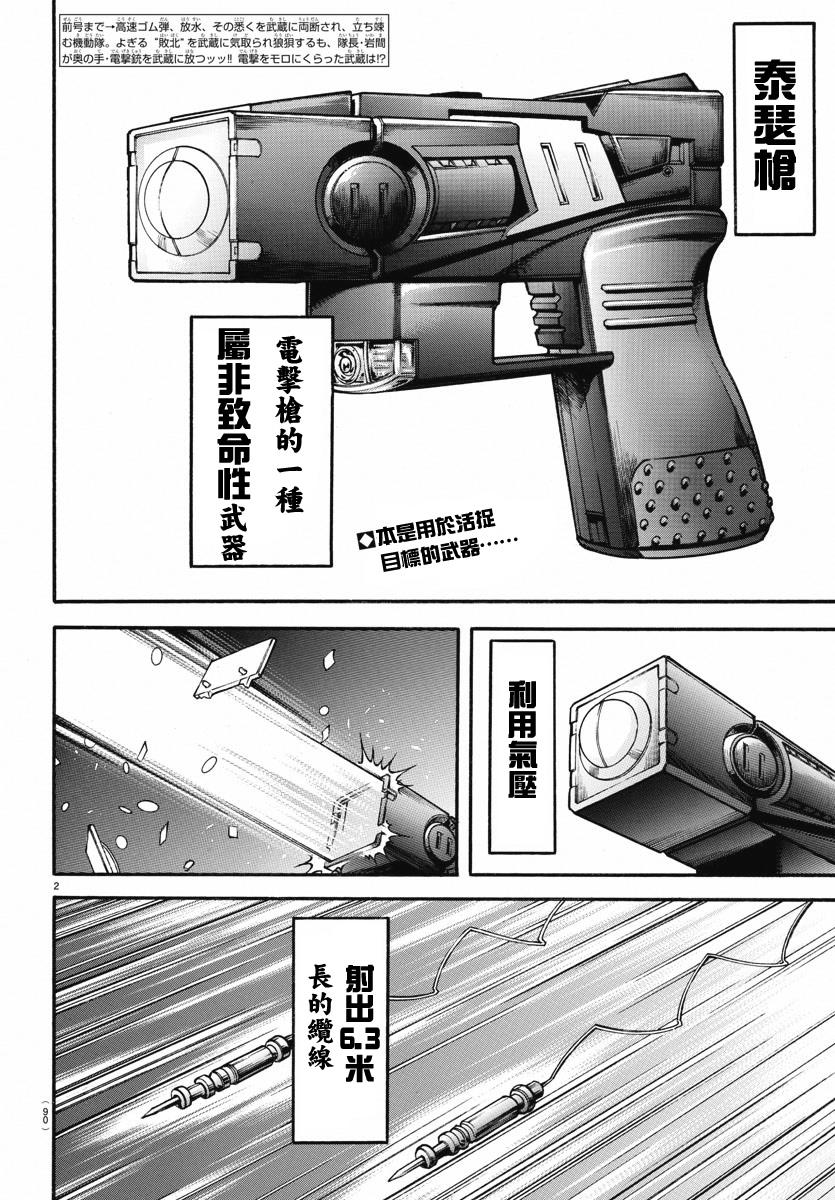 前号まで→高速ゴム弾、放水、その悉くを武蔵に両断され、立ち竦
む機動隊。よぎる“敗北”を武蔵に気取られ狼狽するも、隊長・岩間
が奥の手・電撃銃を武蔵に放つッッ!! 電撃をモロにくらった武蔵は!?
泰瑟槍
電擊槍的一種
屬非致命性武器
◆本是用於活捉
目標的武器⋯⋯
利用氣壓
2
射出6.3米
長的纜線
(90)